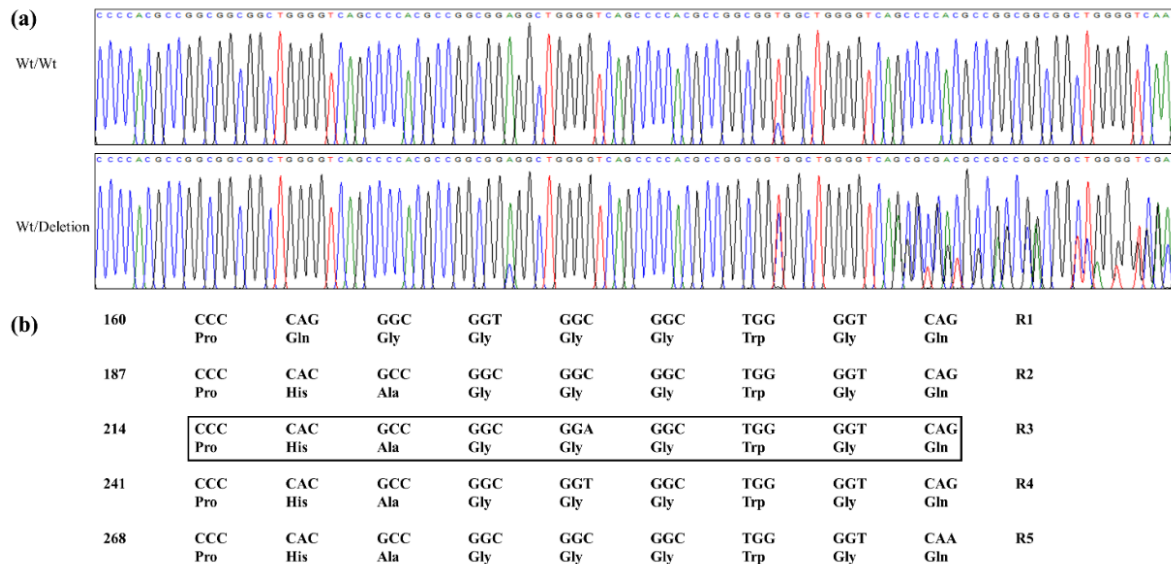 (a)
CCCCACGCCGGCGGCGGCTGGGGTCAGCCCCACGCCGGCGGAGGCTGGGGTCAGCCCCACGCCGGCGGTGGCTGGGGTCAGCCCCACGCCGGCGGCGGCTGGGGTCAA
Wt/Wt
CCCCACGCCGGCGGCGGCTGGGGTCAGCCCCACGCCGGCGGAGGCTGGGGTCAGCCCCACGCCGGCGGTGGCTGGGGTCAGCGCGACGCCGCCGGCGGCTGGGGTCGA
Wt/Deletion
(b)
160 CCC CAG GGC GGT GGC GGC TGG GGT CAG R1
Pro Gln Gly Gly Gly Gly Trp Gly Gln
187 CCC CAC GCC GGC GGC GGC TGG GGT CAG R2
Pro His Ala Gly Gly Gly Trp Gly Gln
214 CCC CAC GCC GGC GGA GGC TGG GGT CAG R3
Pro His Ala Gly Gly Gly Trp Gly Gln
241 CCC CAC GCC GGC GGT GGC TGG GGT CAG R4
Pro His Ala Gly Gly Gly Trp Gly Gln
268 CCC CAC GCC GGC GGC GGC TGG GGT CAA R5
Pro His Ala Gly Gly Gly Trp Gly Gln